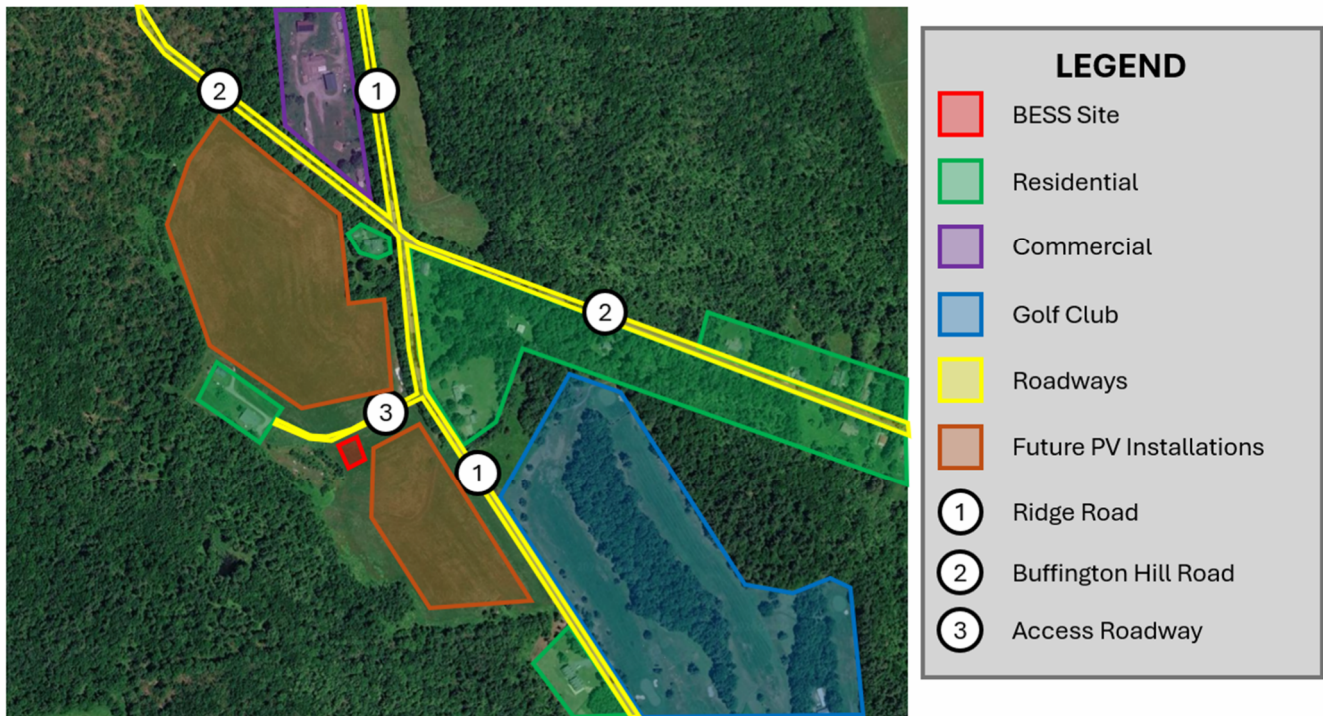 2
1
2
3
1
LEGEND
BESS Site
Residential
Commercial
Golf Club
Roadways
Future PV Installations
1 Ridge Road
2 Buffington Hill Road
3 Access Roadway